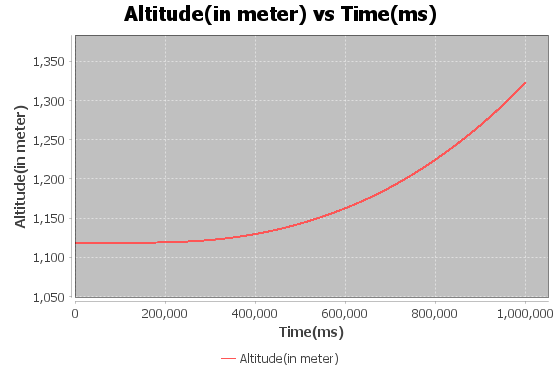 Altitude(in meter) vs Time(ms)
Altitude(in meter)
1,350
1,300
1,250
1,200
1,150
1,100
1,050
0 200,000 400,000 600,000 800,000 1,000,000
Time(ms)
Altitude(in meter)